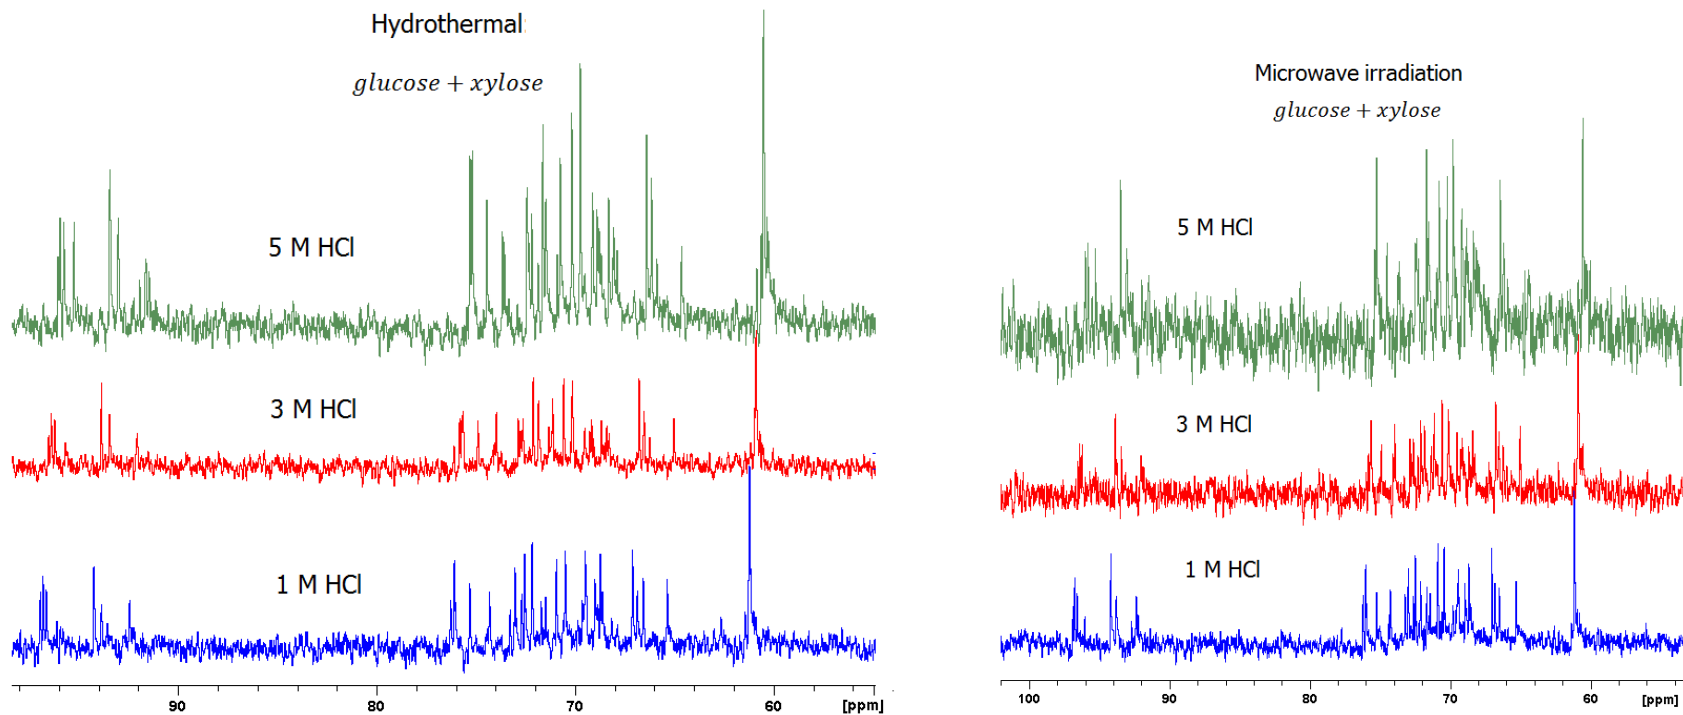 Hydrothermal
glucose + xylose
5 M HCl
3 M HCl
1 M HCl
90 80 70 60 [ppm]
Microwave irradiation
glucose + xylose
5 M HCl
3 M HCl
1 M HCl
100 90 80 70 60 [ppm]